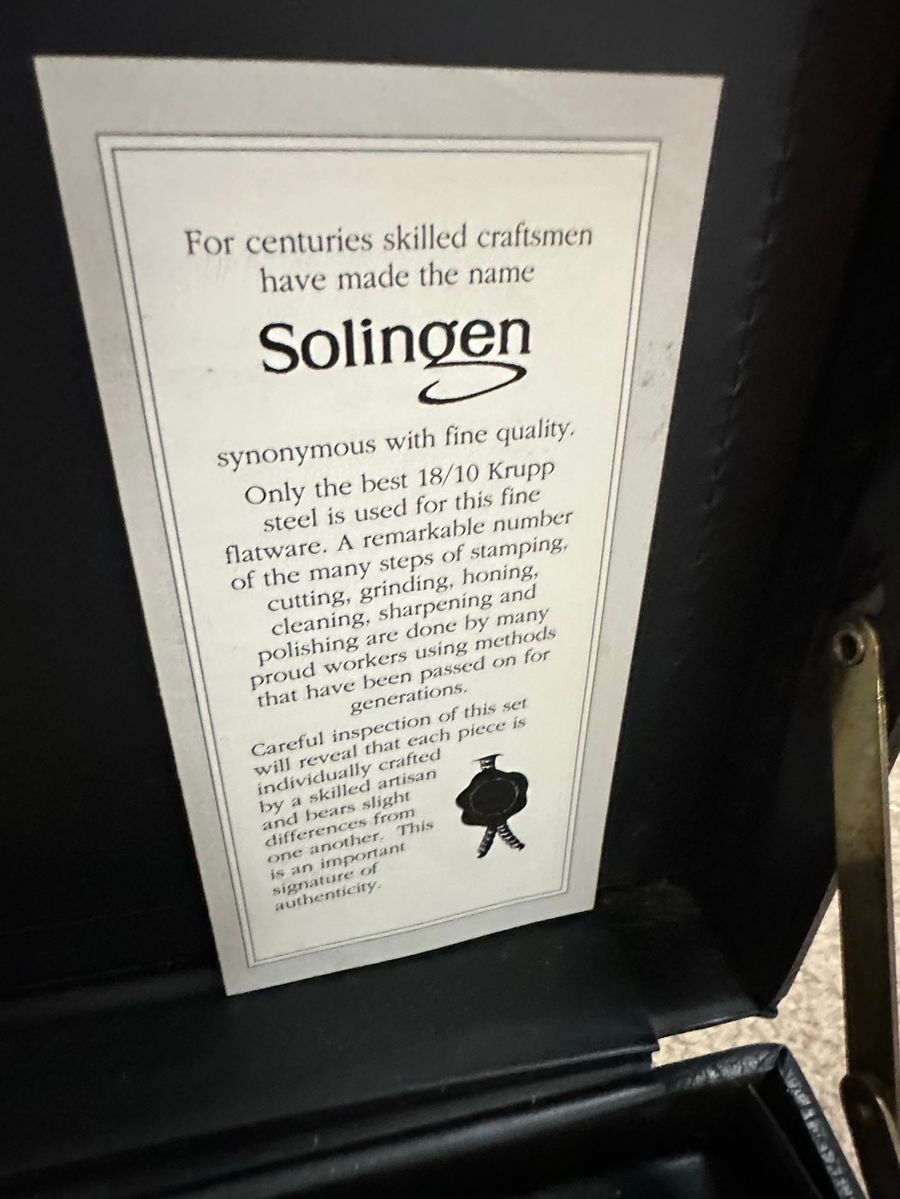 For centuries skilled craftsmen
have made the name
Solingen
synonymous with fine quality.
Only the best 18/10 Krupp
steel is used for this fine
flatware. A remarkable number
of the many steps of stamping,
cutting, grinding, honing,
cleaning, sharpening and
polishing are done by many
proud workers using methods
that have been passed on for
generations.
Careful inspection of this set
will reveal that each piece is
individually crafted
by a skilled artisan
and bears slight
differences from
one another. This
is an important
signature of
authenticity.